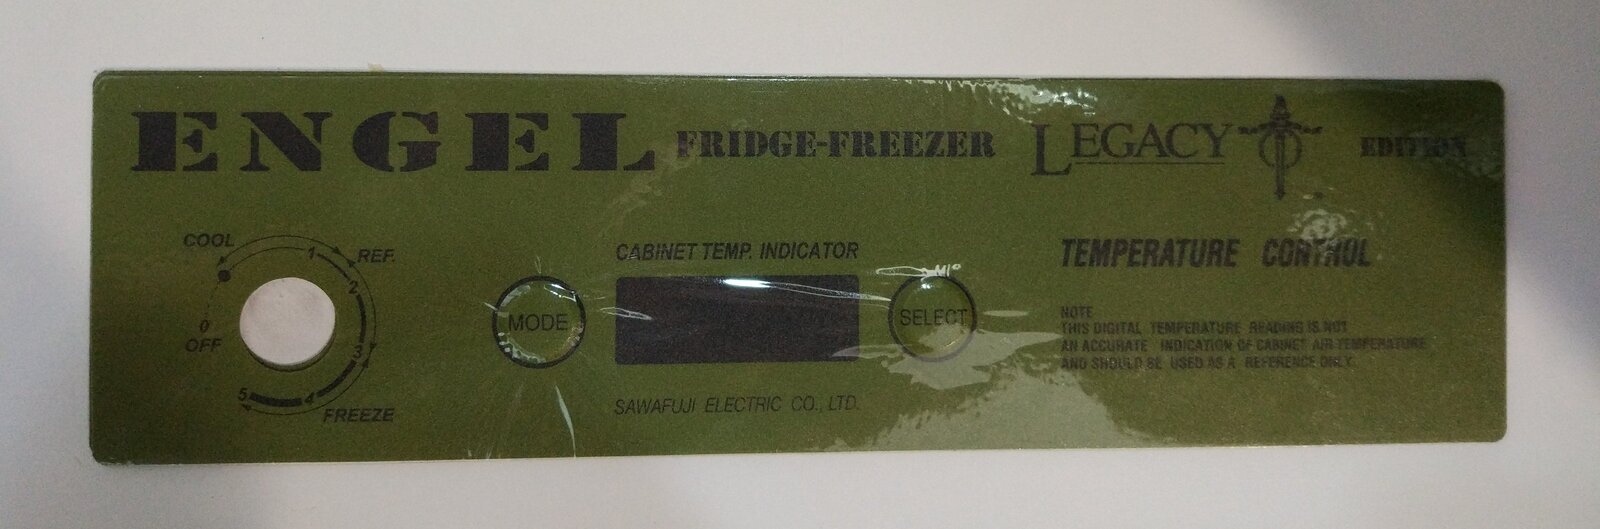 ENGEL FRIDGE-FREEZER LEGACY EDITION
COOL
1
REF.
2
3
4
5
FREEZE
0
OFF
MODE
CABINET TEMP. INDICATOR
SELECT
SAWAFUJI ELECTRIC CO., LTD.
TEMPERATURE CONTROL
NOTE
THIS DIGITAL TEMPERATURE READING IS NOT
AN ACCURATE INDICATION OF CABINET AIR TEMPERATURE
AND SHOULD BE USED AS A REFERENCE ONLY.